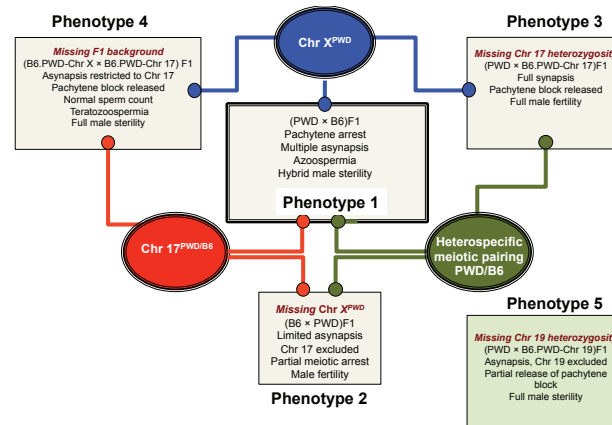 Phenotype 4
Missing F1 background
(B6.PWD-Chr X × B6.PWD-Chr 17) F1
Asynapsis restricted to Chr 17
Pachytene block released
Normal sperm count
Teratozoospermia
Full male sterility
Chr X^PWD
Phenotype 3
Missing Chr 17 heterozygosit
(PWD × B6.PWD-Chr 17)F1
Full synapsis
Pachytene block released
Full male fertility
(PWD × B6)F1
Pachytene arrest
Multiple asynapsis
Azoospermia
Hybrid male sterility
Phenotype 1
Chr 17^PWD/B6
Heterospecific
meiotic pairing
PWD/B6
Missing Chr X^PWD
(B6 × PWD)F1
Limited asynapsis
Chr 17 excluded
Partial meiotic arrest
Male fertility
Phenotype 2
Phenotype 5
Missing Chr 19 heterozygosit
(PWD × B6.PWD-Chr 19)F1
Asynapsis, Chr 19 excluded
Partial release of pachytene
block
Full male sterility